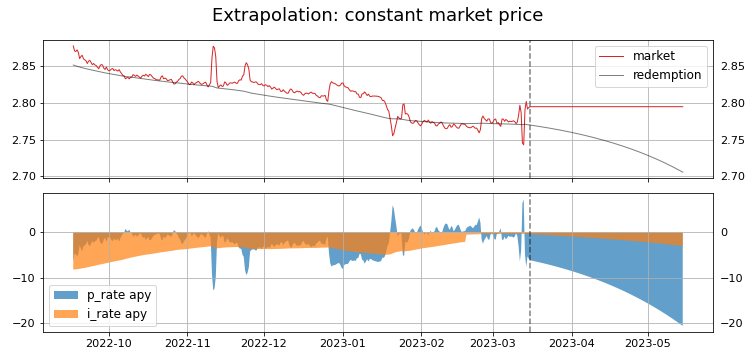 Extrapolation: constant market price
2.85 2.85
2.80 2.80
2.75 2.75
2.70 2.70
market
redemption
0 0
−10 −10
−20 −20
p_rate apy
i_rate apy
2022-10 2022-11 2022-12 2023-01 2023-02 2023-03 2023-04 2023-05